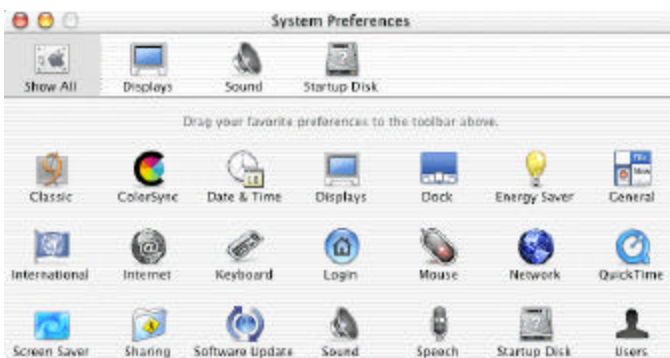 System Preferences
Show All Displays Sound Startup Disk
Drag your favorite preferences to the toolbar above.
Classic ColorSync Date & Time Displays Dock Energy Saver General
International Internet Keyboard Login Mouse Network QuickTime
Screen Saver Sharing Software Update Sound Speech Startup Disk Users